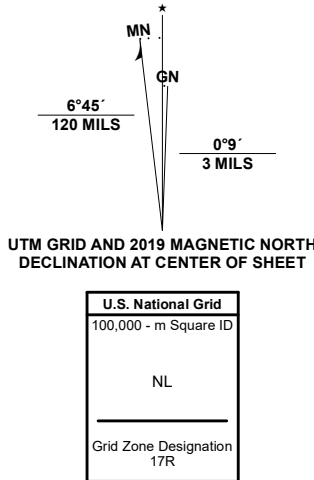 ★
MN
GN
6°45´
120 MILS
0°9´
3 MILS
UTM GRID AND 2019 MAGNETIC NORTH
DECLINATION AT CENTER OF SHEET
U.S. National Grid
100,000 - m Square ID
NL
Grid Zone Designation
17R